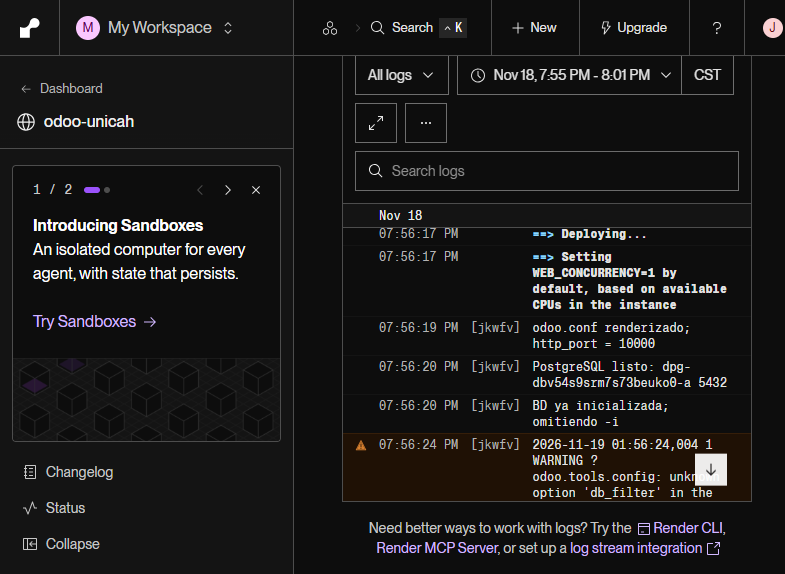 M My Workspace
Search ^ K
+ New
Upgrade
?
J
← Dashboard
odoo-unicah
1 / 2
Introducing Sandboxes
An isolated computer for every
agent, with state that persists.
Try Sandboxes →
Changelog
Status
Collapse
All logs
Nov 18, 7:55 PM - 8:01 PM
CST
...
Search logs
Nov 18
07:56:17 PM ==> Deploying...
07:56:17 PM ==> Setting
WEB_CONCURRENCY=1 by
default, based on available
CPUs in the instance
07:56:19 PM [jkwfv] odoo.conf renderizado;
http_port = 10000
07:56:20 PM [jkwfv] PostgreSQL listo: dpg-
dbv54s9srm7s73beuko0-a 5432
07:56:20 PM [jkwfv] BD ya inicializada;
omitiendo -i
07:56:24 PM [jkwfv] 2026-11-19 01:56:24,004 1
WARNING ?
odoo.tools.config:
option 'db_filter' in the
Need better ways to work with logs? Try the Render CLI,
Render MCP Server, or set up a log stream integration